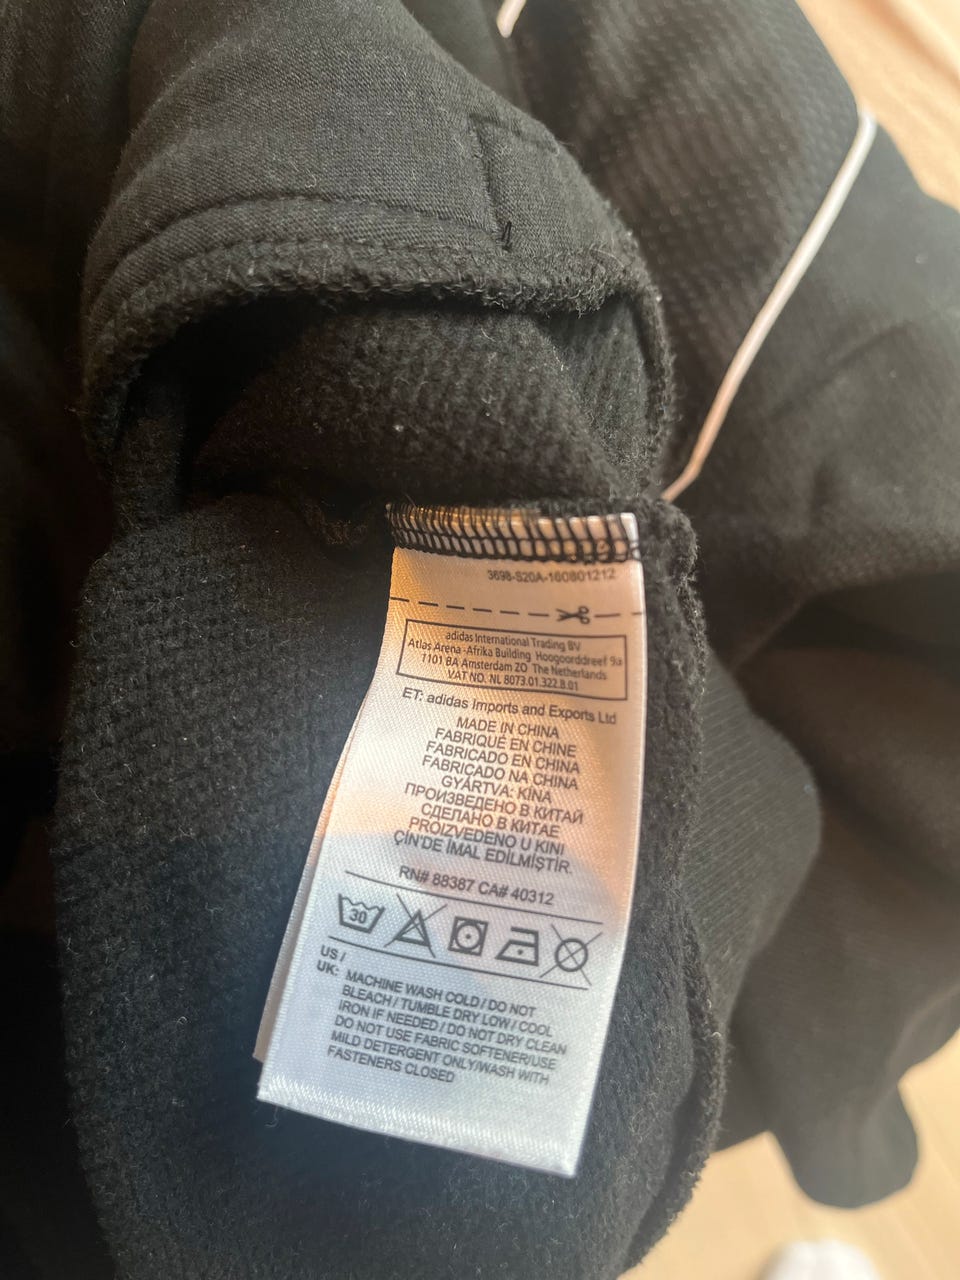 3698-S20A-160801212
adidas International Trading BV
Atlas Arena -Afrika Building Hoogoorddreef 9a
1101 BA Amsterdam ZO The Netherlands
VAT NO. NL 8073.01.322.B.01
ET: adidas Imports and Exports Ltd
MADE IN CHINA
FABRIQUÉ EN CHINE
FABRICADO EN CHINA
FABRICADO NA CHINA
GYÁRTVA: KÍNA
ПРОИЗВЕДЕНО В КИТАЙ
СДЕЛАНО В КИТАЕ
PROIZVEDENO U KINI
ÇİN'DE İMAL EDİLMİŞTİR.
RN# 88387 CA# 40312
30
US /
UK: MACHINE WASH COLD / DO NOT
BLEACH / TUMBLE DRY LOW / COOL
IRON IF NEEDED / DO NOT DRY CLEAN
DO NOT USE FABRIC SOFTENER/USE
MILD DETERGENT ONLY/WASH WITH
FASTENERS CLOSED